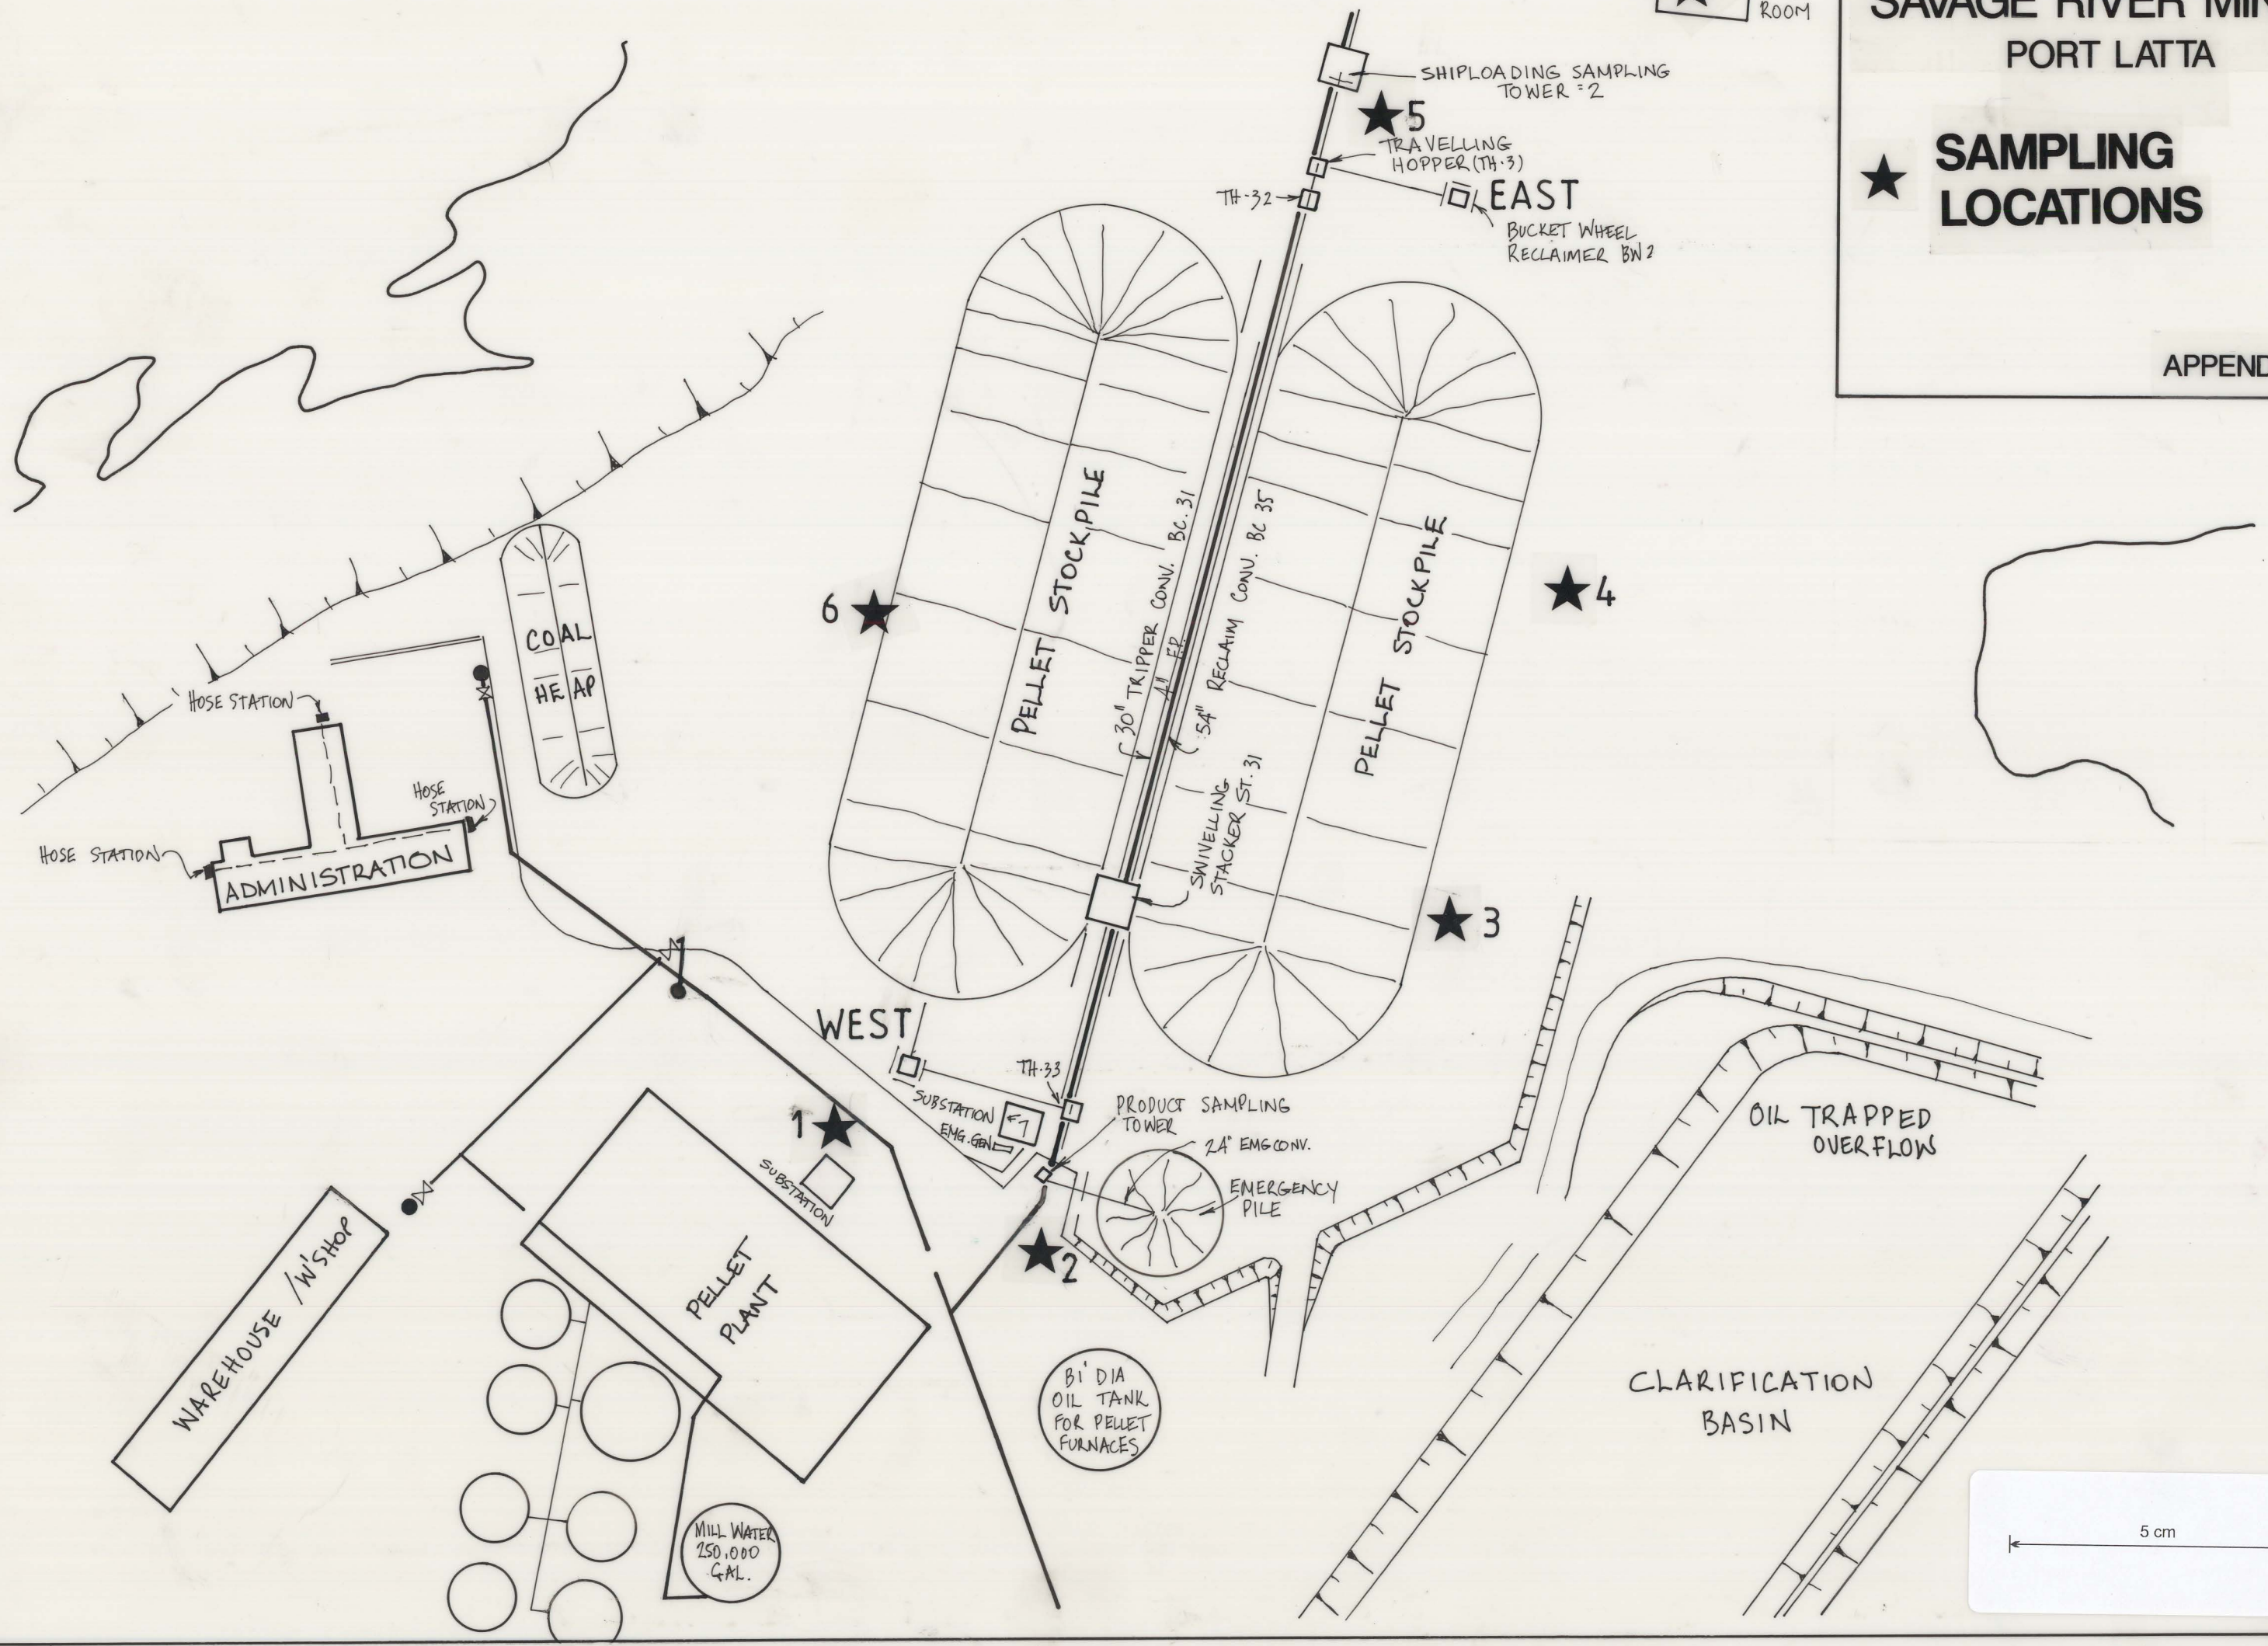 ROOM
PORT LATTA
SAMPLING
LOCATIONS
SHIPLOADING SAMPLING
TOWER =2
5
TRAVELLING
HOPPER (TH.3)
TH-32
EAST
BUCKET WHEEL
RECLAIMER BW2
PELLET STOCKPILE
30" TRIPPER CONV. BC.31
4" F.P.
54" RECLAIM CONV. BC 35
PELLET STOCKPILE
6
4
COAL
HEAP
HOSE STATION
HOSE
STATION
HOSE STATION
ADMINISTRATION
SWIVELLING
STACKER ST.31
3
WEST
TH.33
SUBSTATION
EMG. GEN.
PRODUCT SAMPLING
TOWER
24" EMG CONV.
EMERGENCY
PILE
1
SUBSTATION
2
PELLET
PLANT
WAREHOUSE /W'SHOP
OIL TRAPPED
OVERFLOW
CLARIFICATION
BASIN
OIL TANK
FOR PELLET
FURNACES
MILL WATER
250,000
GAL.
5 cm